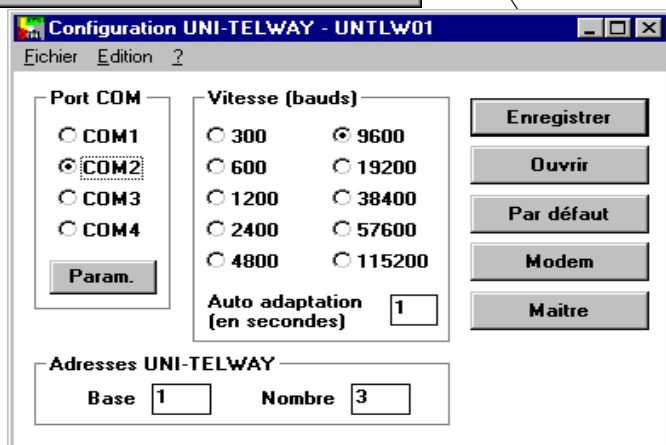 Configuration UNI-TELWAY - UNTLW01
Fichier Edition ?
Port COM
COM1
COM2
COM3
COM4
Param.
Vitesse (bauds)
300 9600
600 19200
1200 38400
2400 57600
4800 115200
Auto adaptation
(en secondes) 1
Enregistrer
Ouvrir
Par défaut
Modem
Maitre
Adresses UNI-TELWAY
Base 1 Nombre 3